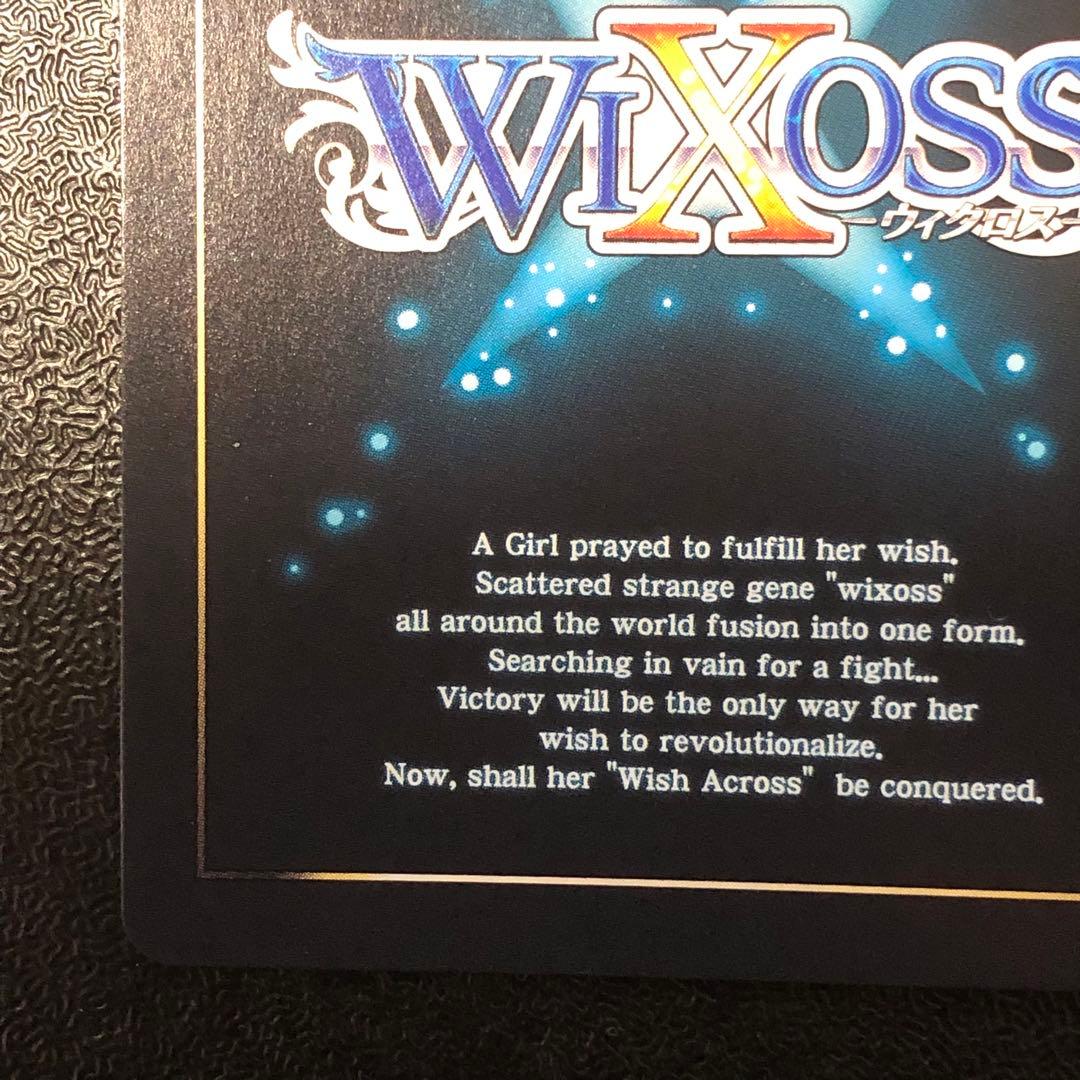 WIXOSS
ーウィクロスー
A Girl prayed to fulfill her wish.
Scattered strange gene "wixoss"
all around the world fusion into one form.
Searching in vain for a fight...
Victory will be the only way for her
wish to revolutionalize.
Now, shall her "Wish Across" be conquered.